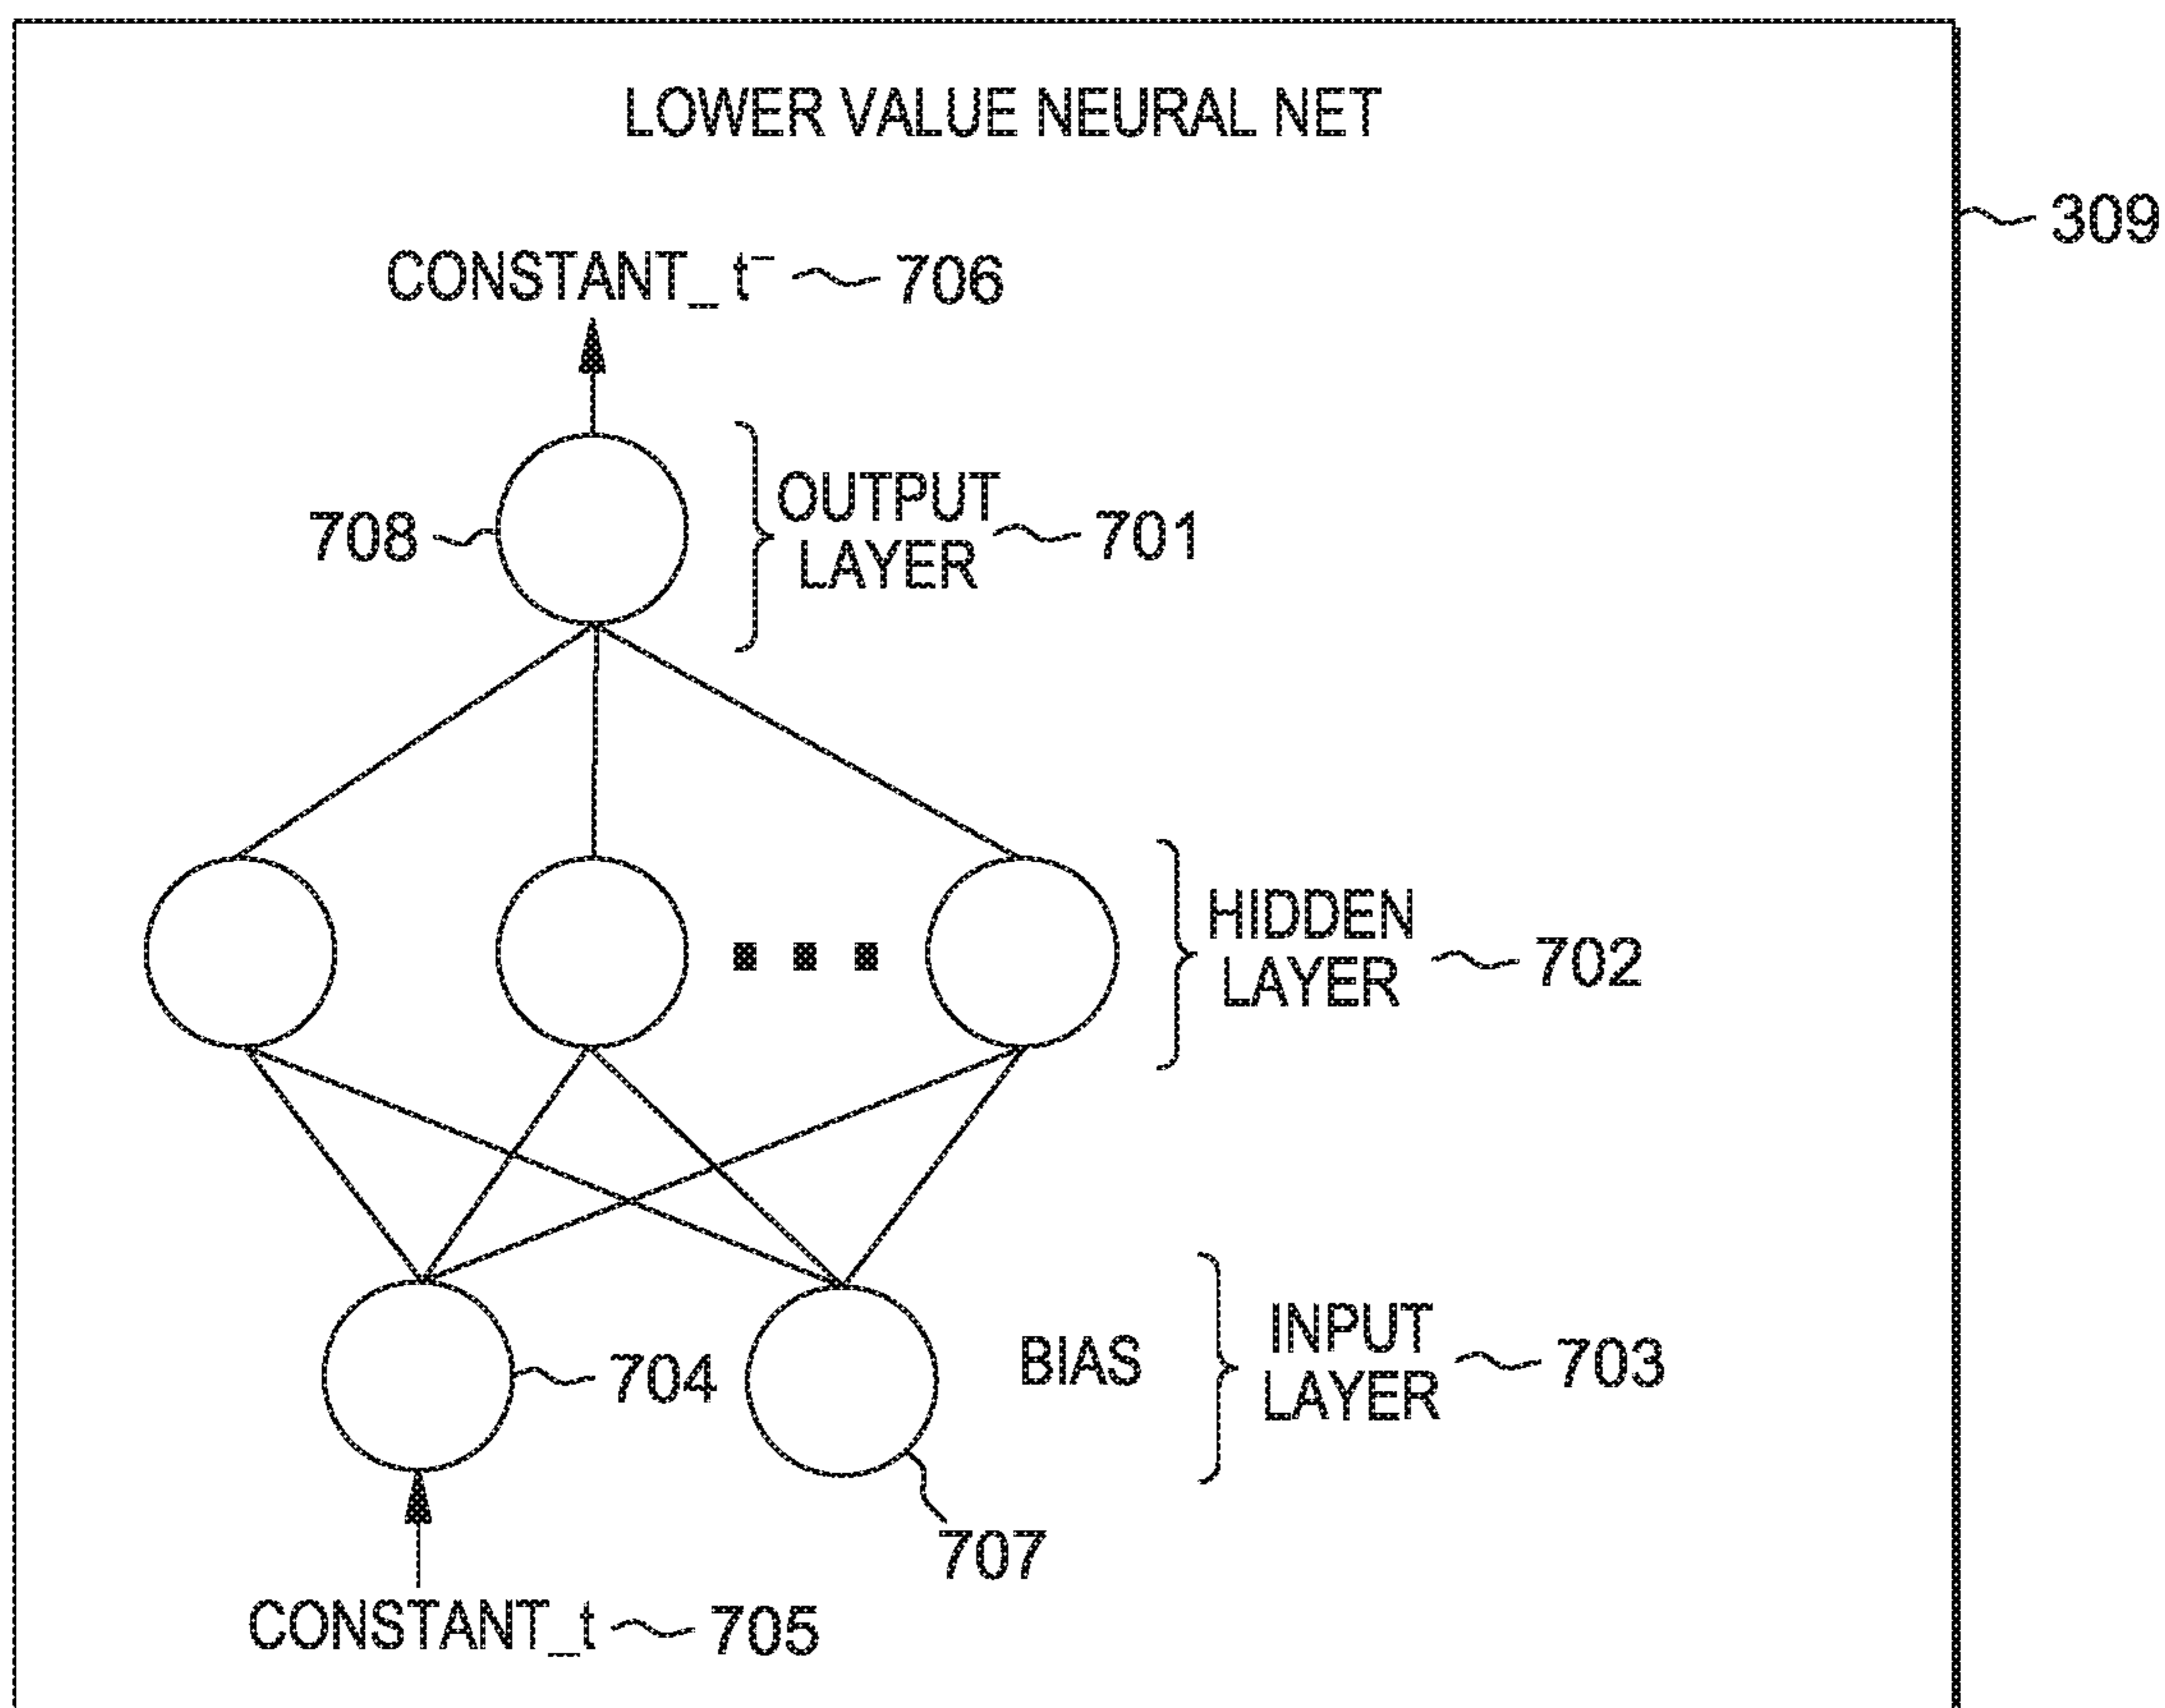 LOWER VALUE NEURAL NET
309
CONSTANT_t⁻ 706
708
OUTPUT
LAYER
701
HIDDEN
LAYER
702
704
BIAS
INPUT
LAYER
703
707
CONSTANT_t 705